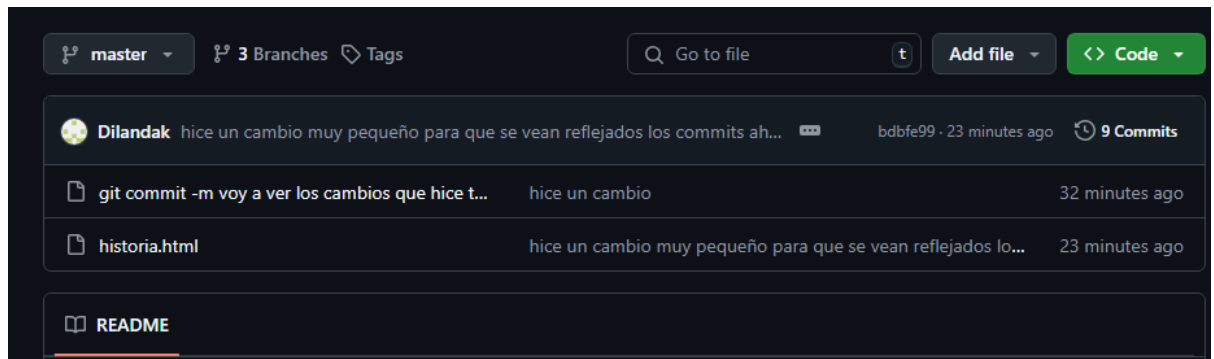 master 3 Branches Tags Go to file t Add file Code
Dilandak hice un cambio muy pequeño para que se vean reflejados los commits ah... bdbfe99 · 23 minutes ago 9 Commits
git commit -m voy a ver los cambios que hice t... hice un cambio 32 minutes ago
historia.html hice un cambio muy pequeño para que se vean reflejados lo... 23 minutes ago
README